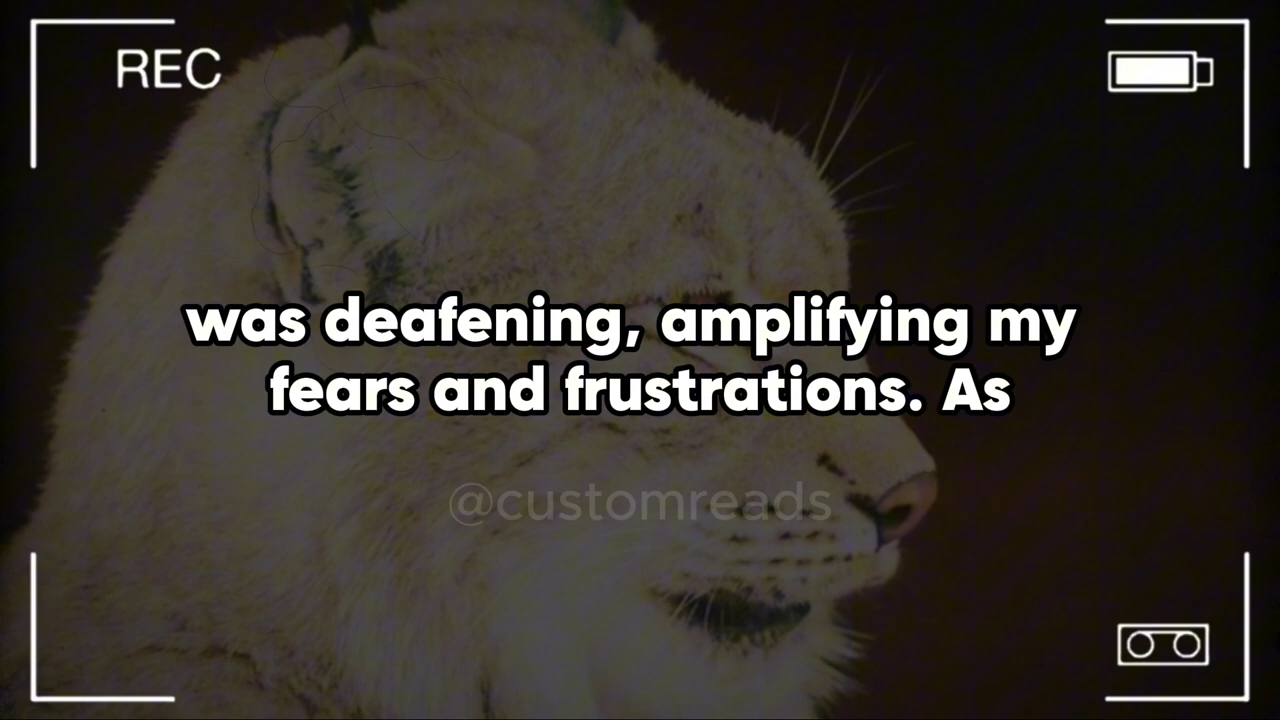 REC
was deafening, amplifying my
fears and frustrations. As
@customreads